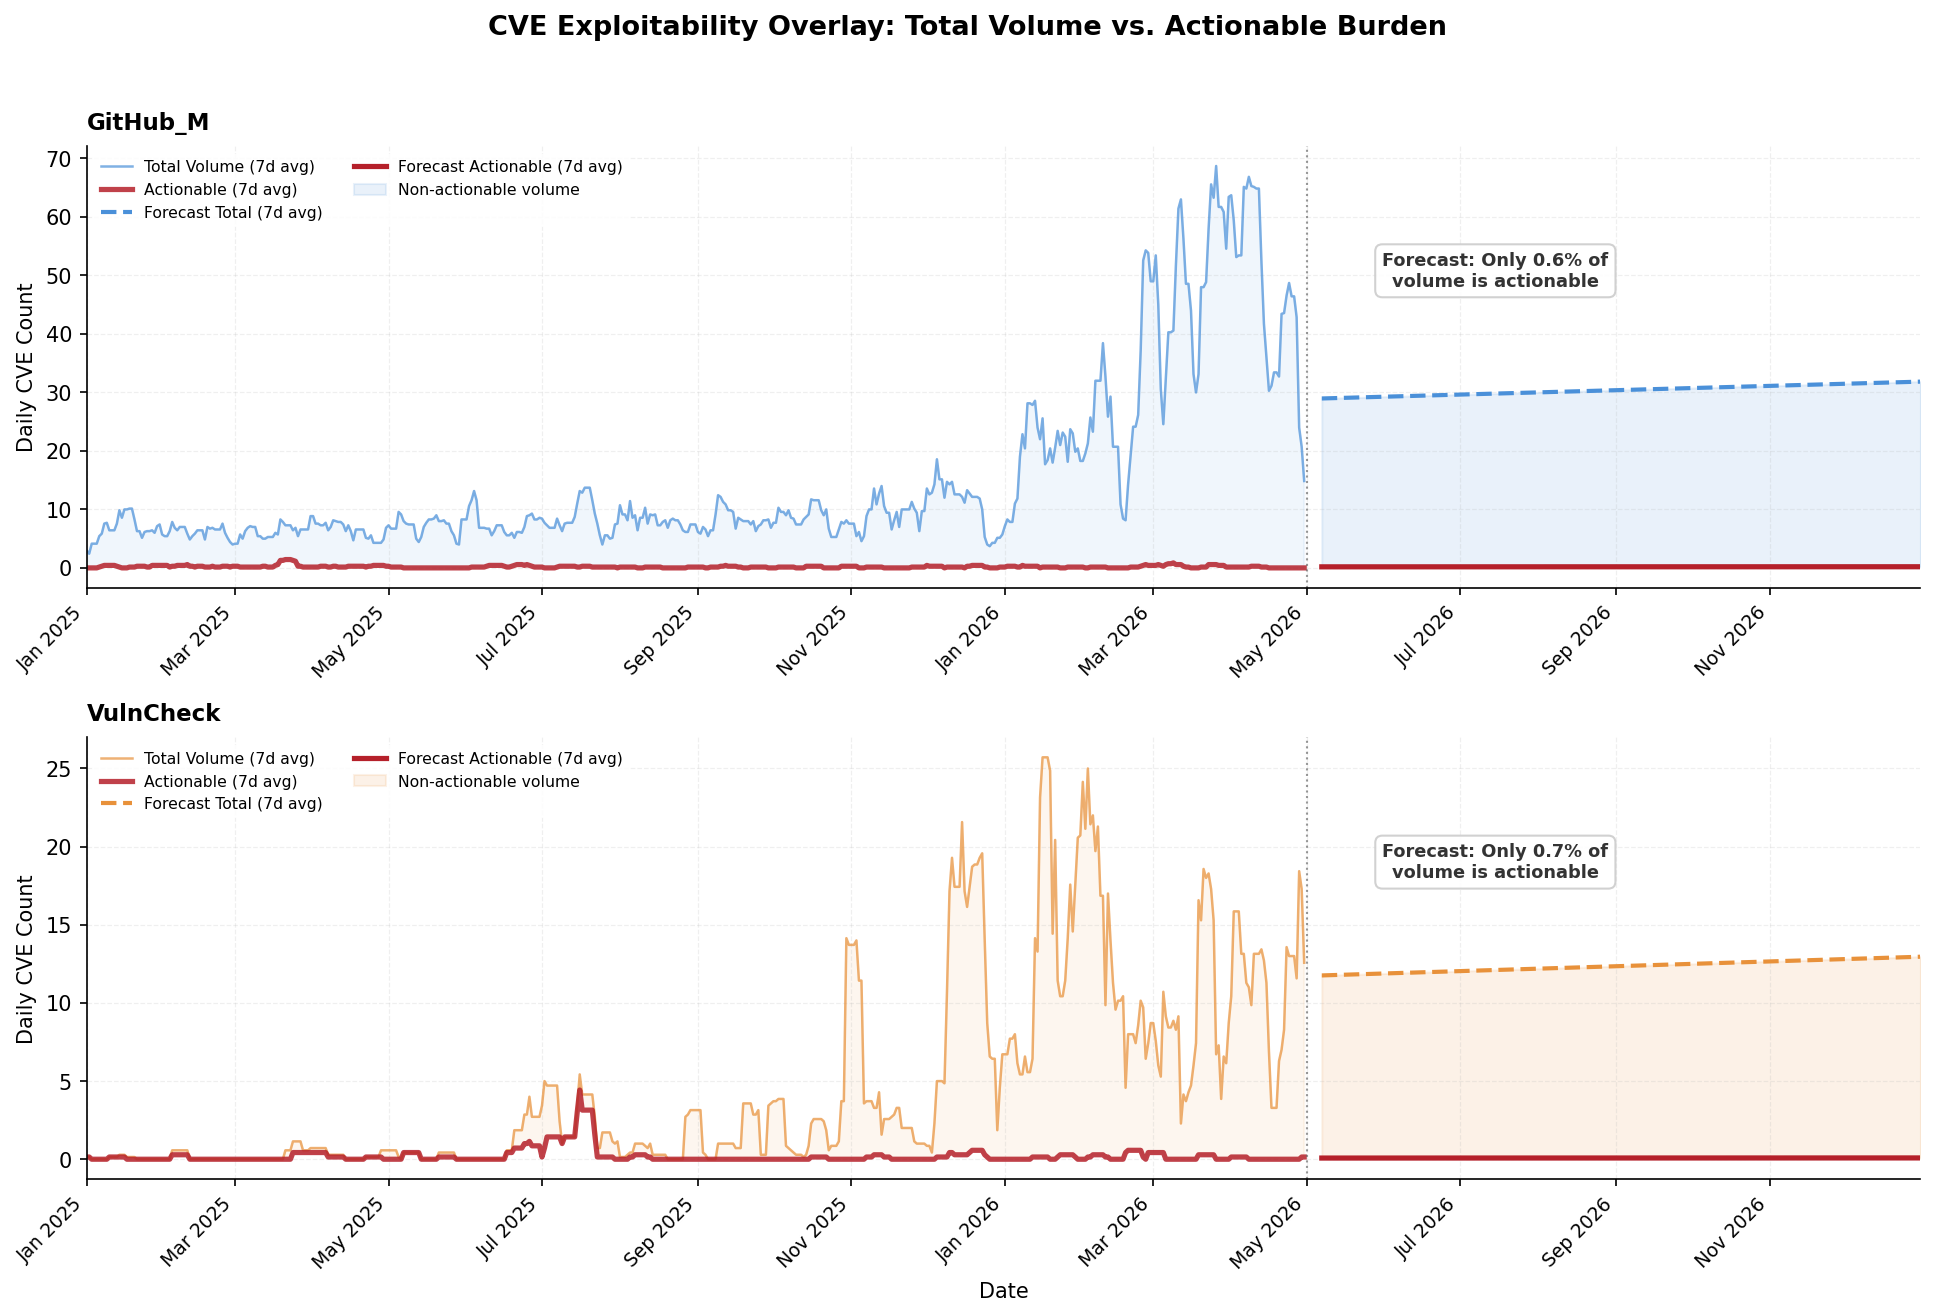 CVE Exploitability Overlay: Total Volume vs. Actionable Burden
GitHub_M
Total Volume (7d avg)
Actionable (7d avg)
Forecast Total (7d avg)
Forecast Actionable (7d avg)
Non-actionable volume
Forecast: Only 0.6% of
volume is actionable
Daily CVE Count
70
60
50
40
30
20
10
0
Jan 2025
Mar 2025
May 2025
Jul 2025
Sep 2025
Nov 2025
Jan 2026
Mar 2026
May 2026
Jul 2026
Sep 2026
Nov 2026
VulnCheck
Total Volume (7d avg)
Actionable (7d avg)
Forecast Total (7d avg)
Forecast Actionable (7d avg)
Non-actionable volume
Forecast: Only 0.7% of
volume is actionable
Daily CVE Count
25
20
15
10
5
0
Jan 2025
Mar 2025
May 2025
Jul 2025
Sep 2025
Nov 2025
Jan 2026
Mar 2026
May 2026
Jul 2026
Sep 2026
Nov 2026
Date